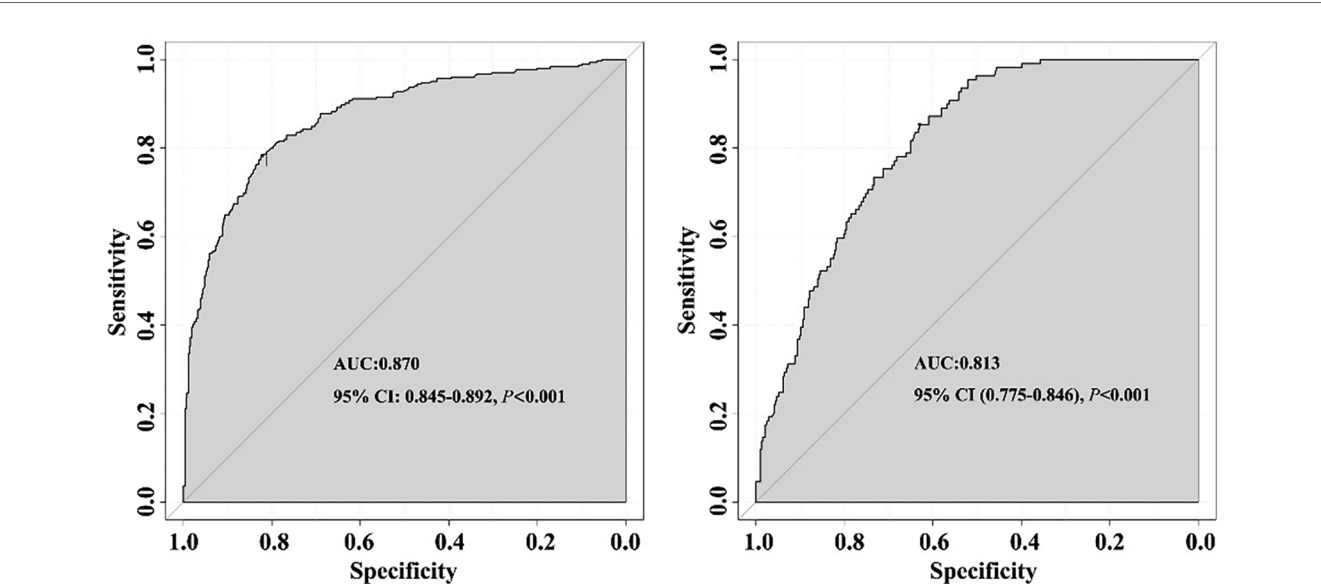 1.0
0.8
0.6
0.4
0.2
0.0
Sensitivity
AUC:0.870
95% CI: 0.845-0.892, P<0.001
1.0 0.8 0.6 0.4 0.2 0.0
Specificity
1.0
0.8
0.6
0.4
0.2
0.0
Sensitivity
AUC:0.813
95% CI (0.775-0.846), P<0.001
1.0 0.8 0.6 0.4 0.2 0.0
Specificity